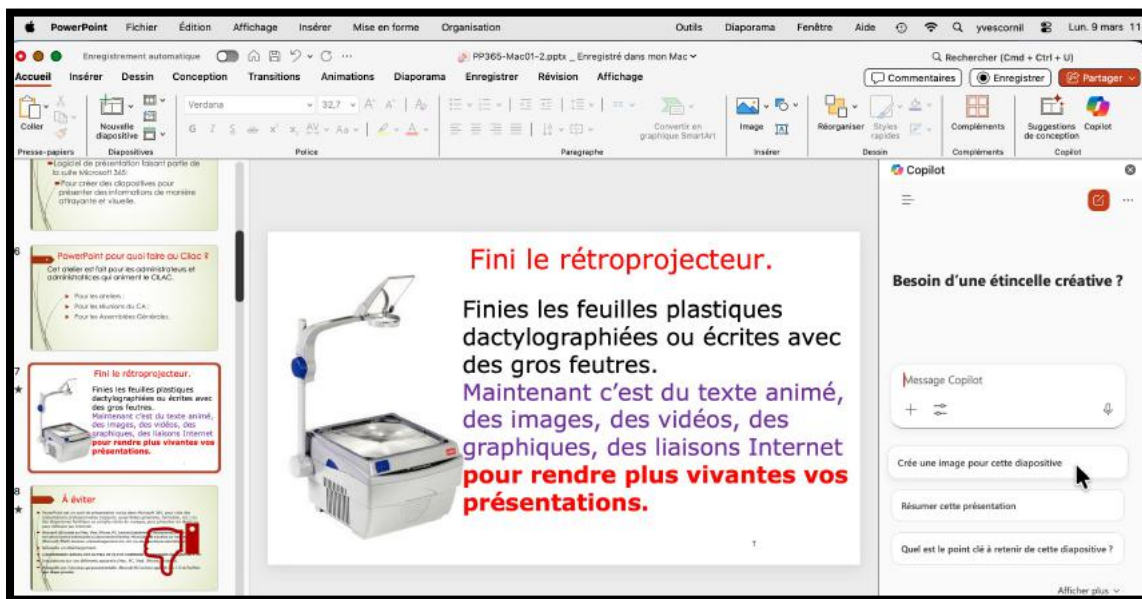 PowerPoint Fichier Édition Affichage Insérer Mise en forme Organisation Outils Diaporama Fenêtre Aide yvescornil Lun. 9 mars 11
Enregistrement automatique PP365-Mac01-2.pptx _ Enregistré dans mon Mac Rechercher (Cmd + Ctrl + U)
Accueil Insérer Dessin Conception Transitions Animations Diaporama Enregistrer Révision Affichage Commentaires Enregistrer Partager
Verdana 32,7
G I S ab
Coller Nouvelle diapositive Convertir en graphique SmartArt Image Réorganiser Styles rapides Compléments Suggestions de conception Copilot
Presse-papiers Diapositives Police Paragraphe Insérer Dessin Compléments Copilot
Logiciel de présentation faisant partie de
la suite Microsoft 365:
Pour créer des diapositives pour
présenter des informations de manière
attrayante et visuelle.
6
PowerPoint pour quoi faire au Cilac ?
Cet atelier est fait pour les administrateurs et
administratrices qui animent le CILAC.
Pour les ateliers ;
Pour les réunions du CA ;
Pour les Assemblées Générales.
7
Fini le rétroprojecteur.
Finies les feuilles plastiques
dactylographiées ou écrites avec
des gros feutres.
Maintenant c'est du texte animé,
des images, des vidéos, des
graphiques, des liaisons Internet
pour rendre plus vivantes vos
présentations.
8
À éviter
Fini le rétroprojecteur.
Finies les feuilles plastiques
dactylographiées ou écrites avec
des gros feutres.
Maintenant c'est du texte animé,
des images, des vidéos, des
graphiques, des liaisons Internet
pour rendre plus vivantes vos
présentations.
7
Copilot
Besoin d'une étincelle créative ?
Message Copilot
Crée une image pour cette diapositive
Résumer cette présentation
Quel est le point clé à retenir de cette diapositive ?
Afficher plus